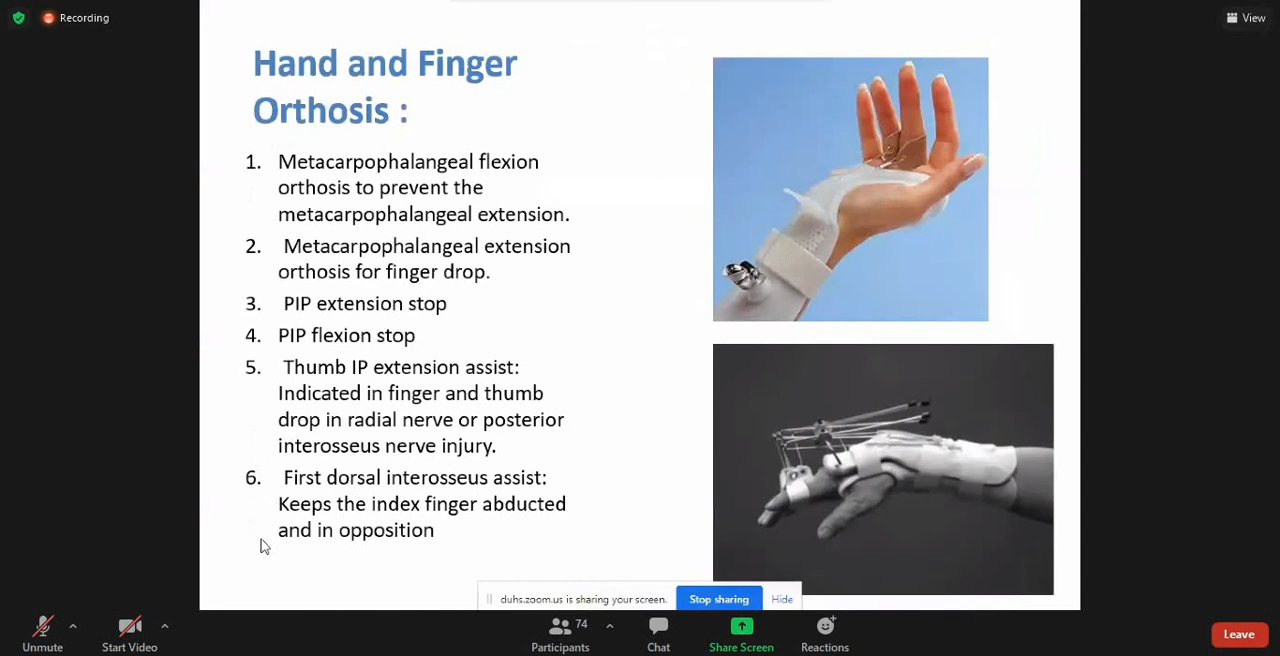 Recording
View
Hand and Finger
Orthosis :
1. Metacarpophalangeal flexion
orthosis to prevent the
metacarpophalangeal extension.
2. Metacarpophalangeal extension
orthosis for finger drop.
3. PIP extension stop
4. PIP flexion stop
5. Thumb IP extension assist:
Indicated in finger and thumb
drop in radial nerve or posterior
interosseus nerve injury.
6. First dorsal interosseus assist:
Keeps the index finger abducted
and in opposition
duhs.zoom.us is sharing your screen. Stop sharing Hide
74
Unmute Start Video Participants Chat Share Screen Reactions Leave